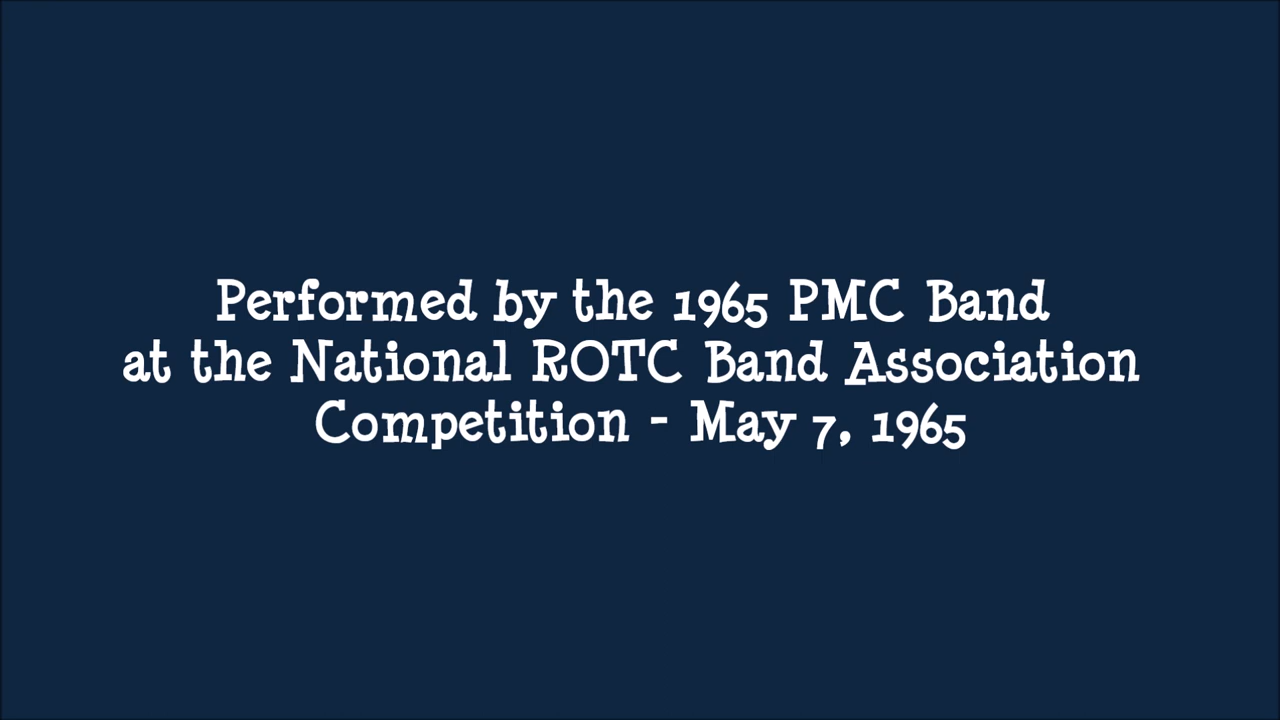 Performed by the 1965 PMC Band
at the National ROTC Band Association
Competition - May 7, 1965